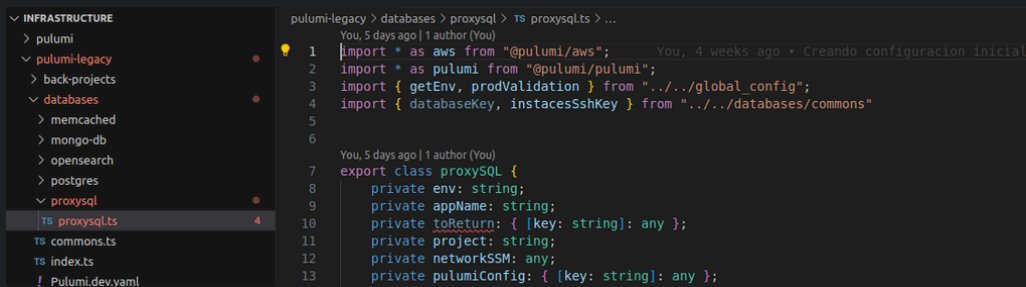 INFRASTRUCTURE
pulumi
pulumi-legacy
back-projects
databases
memcached
mongo-db
opensearch
postgres
proxysql
TS proxysql.ts 4
TS commons.ts
TS index.ts
! Pulumi.dev.yaml
pulumi-legacy > databases > proxysql > TS proxysql.ts > ...
You, 5 days ago | 1 author (You)
1 import * as aws from "@pulumi/aws"; You, 4 weeks ago • Creando configuracion inicial
2 import * as pulumi from "@pulumi/pulumi";
3 import { getEnv, prodValidation } from "../../global_config";
4 import { databaseKey, instacesSshKey } from "../../databases/commons"
5
6
You, 5 days ago | 1 author (You)
7 export class proxySQL {
8 private env: string;
9 private appName: string;
10 private toReturn: { [key: string]: any };
11 private project: string;
12 private networkSSM: any;
13 private pulumiConfig: { [key: string]: any };